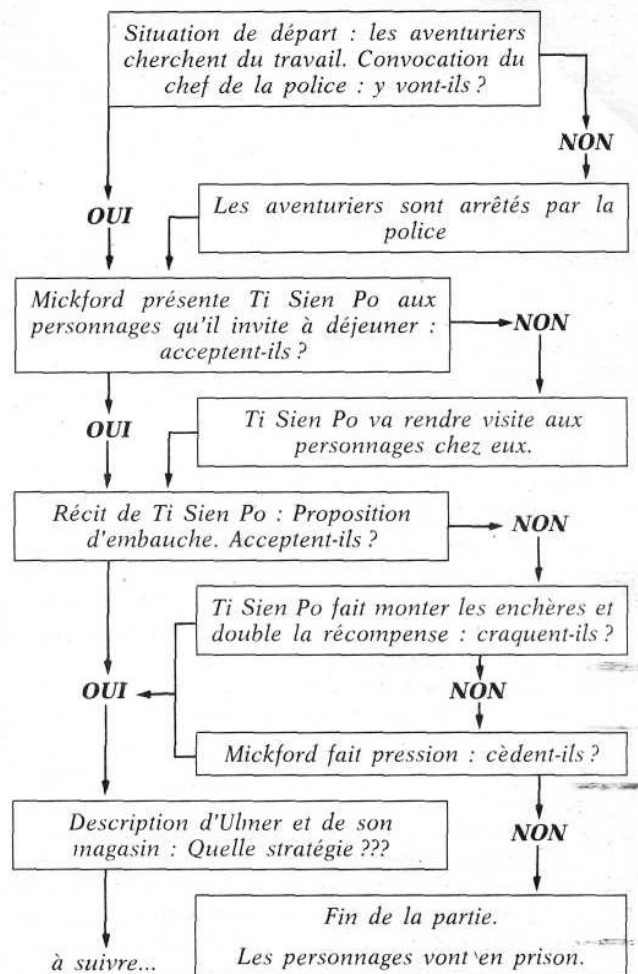 Situation de départ : les aventuriers
cherchent du travail. Convocation du
chef de la police : y vont-ils ?
NON
OUI
Les aventuriers sont arrêtés par la
police
Mickford présente Ti Sien Po aux
personnages qu'il invite à déjeuner :
acceptent-ils ?
NON
OUI
Ti Sien Po va rendre visite aux
personnages chez eux.
Récit de Ti Sien Po : Proposition
d'embauche. Acceptent-ils ?
NON
Ti Sien Po fait monter les enchères et
double la récompense : craquent-ils ?
OUI
NON
Mickford fait pression : cèdent-ils ?
Description d'Ulmer et de son
magasin : Quelle stratégie ???
NON
Fin de la partie.
Les personnages vont en prison.
à suivre...